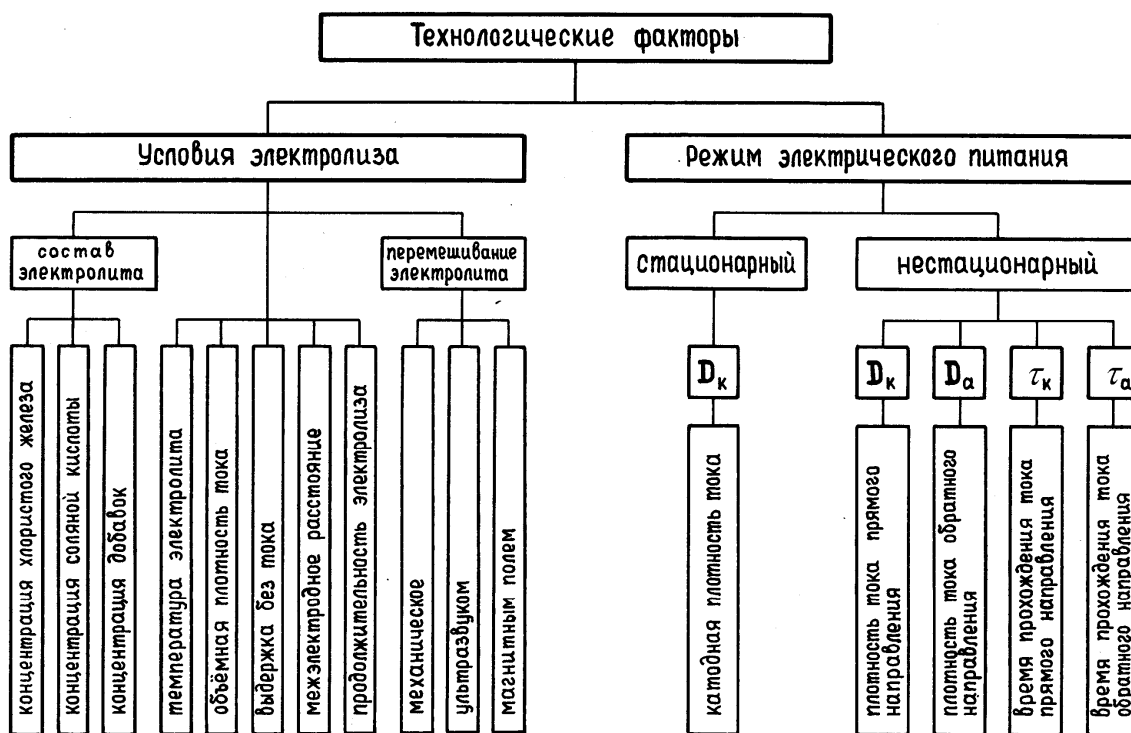 Технологические факторы
Условия электролиза
Режим электрического питания
состав
электролита
перемешивание
электролита
стационарный
нестационарный
Dк
Dк
Dа
τк
τа
концентрация хлористого железа
концентрация соляной кислоты
концентрация добавок
температура электролита
объёмная плотность тока
выдержка без тока
межэлектродное расстояние
продолжительность электролиза
механическое
ультразвуком
магнитным полем
катодная плотность тока
плотность тока прямого
направления
плотность тока обратного
направления
время прохождения тока
прямого направления
время прохождения тока
обратного направления